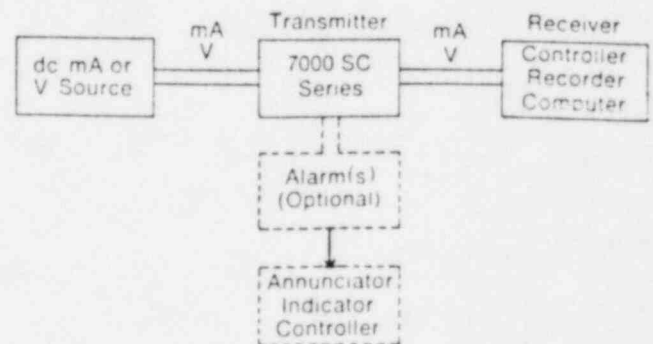 mA
V
dc mA or
V Source
Transmitter
7000 SC
Series
mA
V
Receiver
Controller
Recorder
Computer
Alarm(s)
(Optional)
Annunciator
Indicator
Controller